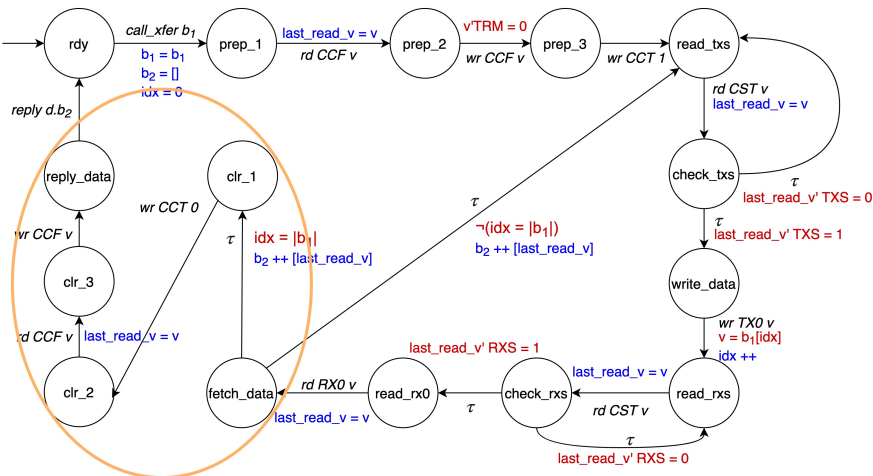 rdy
call_xfer b₁
b₁ = b₁
b₂ = []
idx = 0
prep_1
last_read_v = v
rd CCF v
prep_2
v'TRM = 0
wr CCF v
prep_3
wr CCT 1
read_txs
rd CST v
last_read_v = v
check_txs
τ
last_read_v' TXS = 0
τ
last_read_v' TXS = 1
write_data
wr TX0 v
v = b₁[idx]
idx ++
read_rxs
last_read_v = v
rd CST v
check_rxs
τ
last_read_v' RXS = 0
last_read_v' RXS = 1
τ
read_rx0
rd RX0 v
last_read_v = v
fetch_data
τ
¬(idx = |b₁|)
b₂ ++ [last_read_v]
τ
idx = |b₁|
b₂ ++ [last_read_v]
clr_1
wr CCT 0
clr_2
rd CCF v
last_read_v = v
clr_3
wr CCF v
reply_data
reply d.b₂